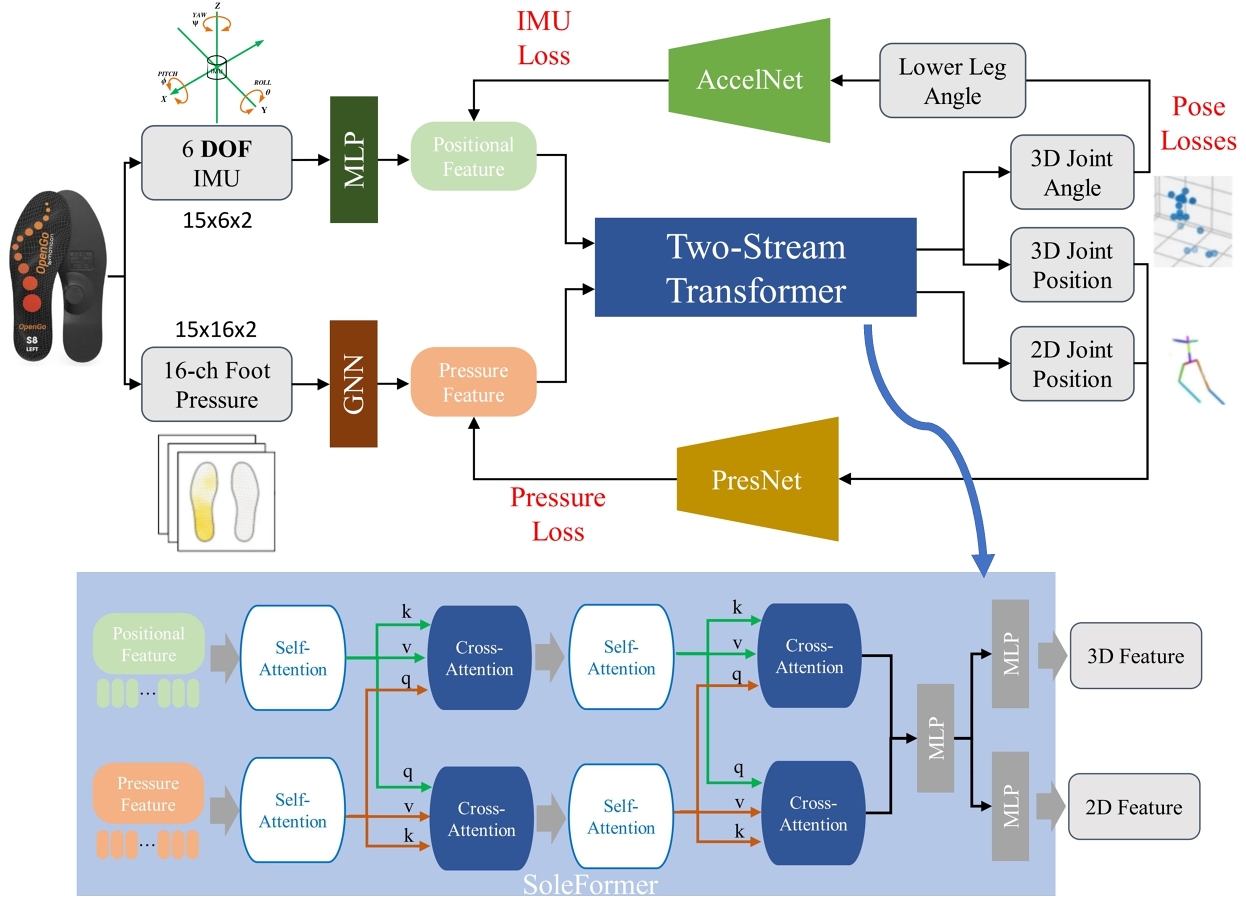 Z
YAW
Ψ
IMU
PITCH
ϕ
X
ROLL
θ
Y
IMU
Loss
AccelNet
Lower Leg
Angle
Pose
Losses
6 DOF
IMU
15x6x2
MLP
Positional
Feature
3D Joint
Angle
Two-Stream
Transformer
3D Joint
Position
OpenGo
OpenGo
S8
LEFT
15x16x2
16-ch Foot
Pressure
GNN
Pressure
Feature
2D Joint
Position
PresNet
Pressure
Loss
Positional
Feature
...
Self-
Attention
k
v
q
Cross-
Attention
Self-
Attention
k
v
q
Cross-
Attention
MLP
3D Feature
MLP
Pressure
Feature
...
Self-
Attention
q
v
k
Cross-
Attention
Self-
Attention
q
v
k
Cross-
Attention
MLP
2D Feature
SoleFormer